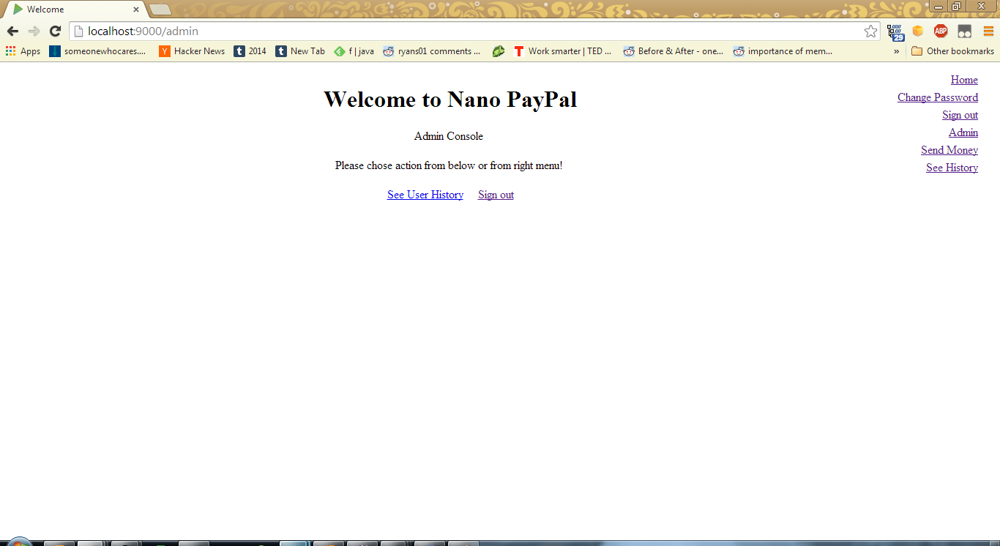 Welcome
localhost:9000/admin
29
ABP
Apps
someonewhocares....
Y
Hacker News
t
2014
t
New Tab
f | java
ryans01 comments ...
T
Work smarter | TED ...
Before & After - one...
importance of mem...
»
Other bookmarks
Home
Change Password
Sign out
Admin
Send Money
See History
Welcome to Nano PayPal
Admin Console
Please chose action from below or from right menu!
See User History Sign out